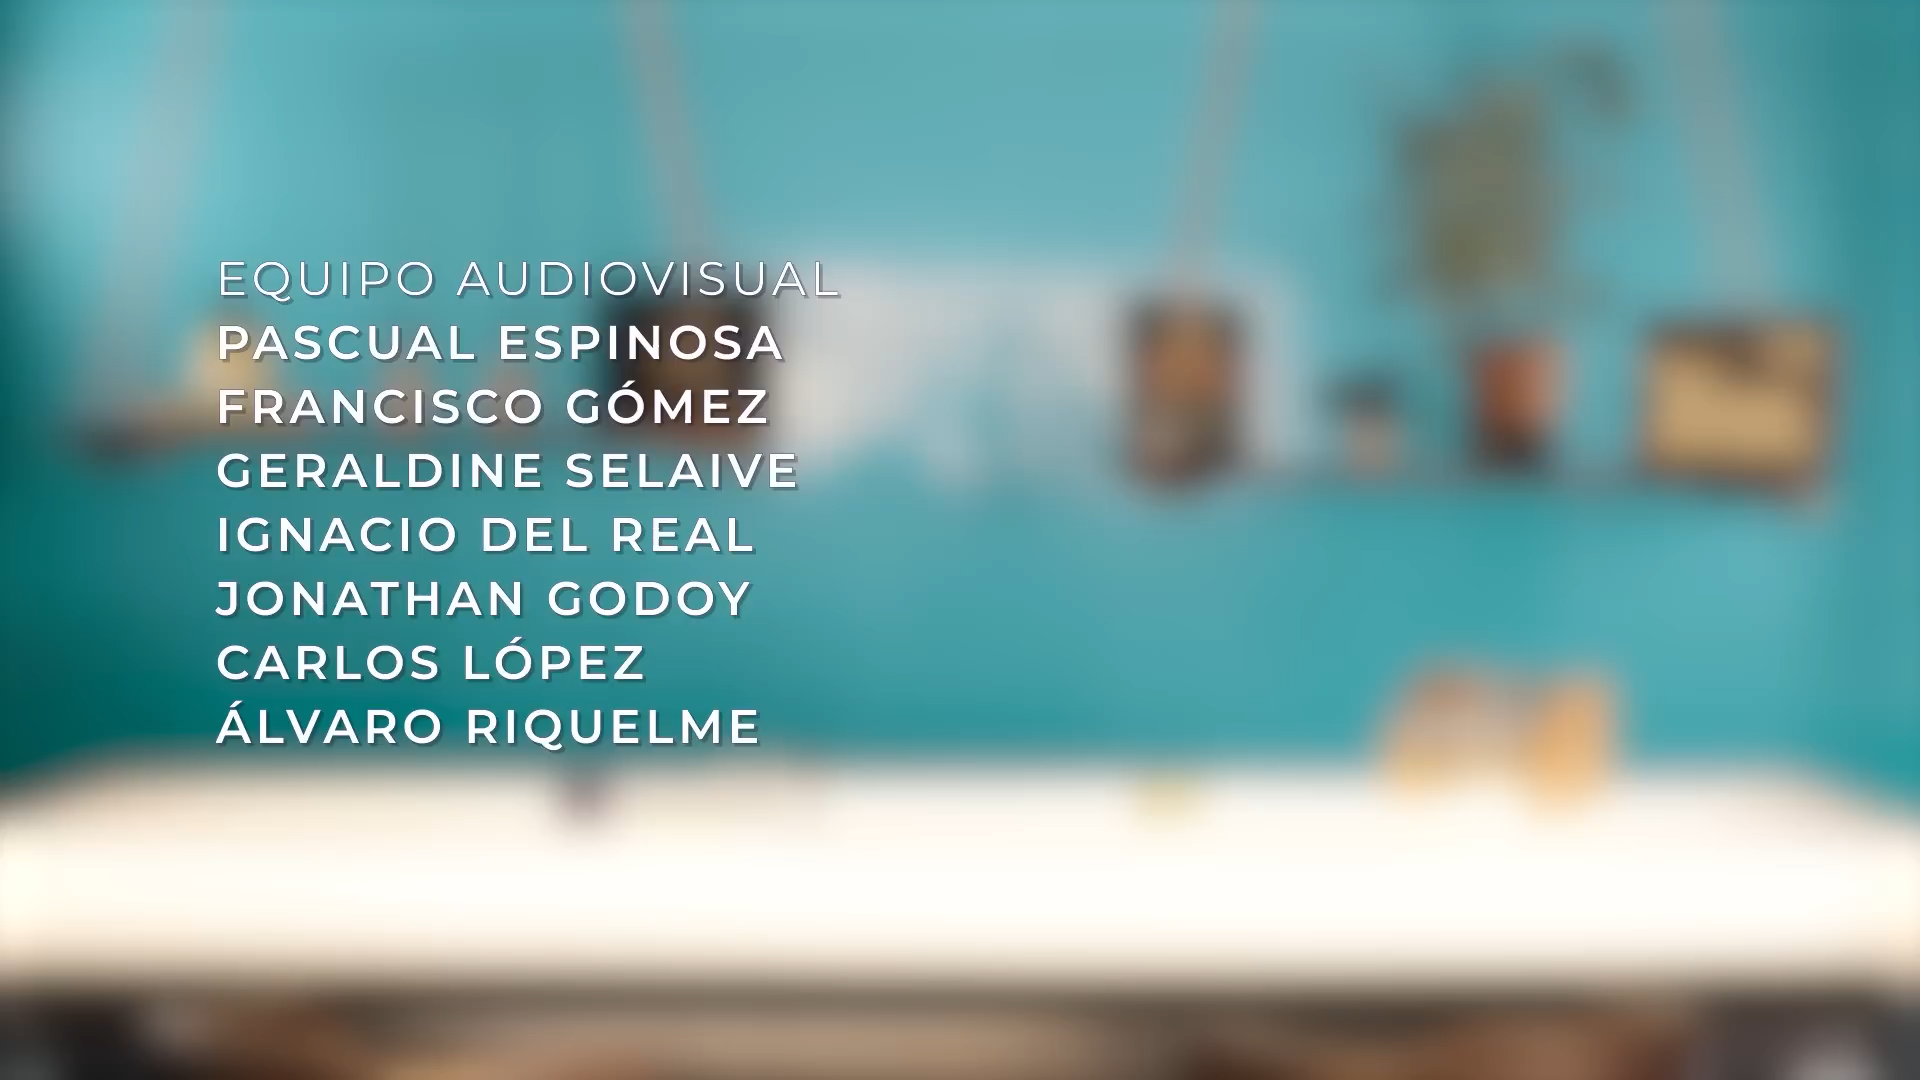 EQUIPO AUDIOVISUAL
PASCUAL ESPINOSA
FRANCISCO GÓMEZ
GERALDINE SELAIVE
IGNACIO DEL REAL
JONATHAN GODOY
CARLOS LÓPEZ
ÁLVARO RIQUELME